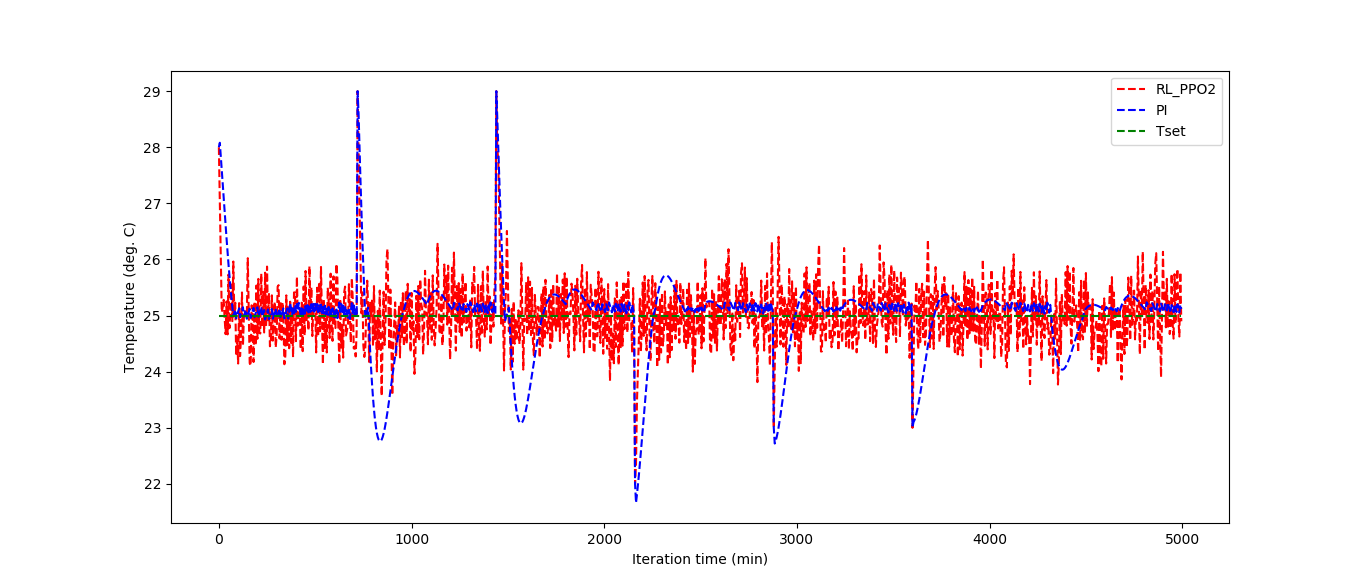 29
28
27
26
25
24
23
22
Temperature (deg. C)
0
1000
2000
3000
4000
5000
Iteration time (min)
RL_PPO2
PI
Tset